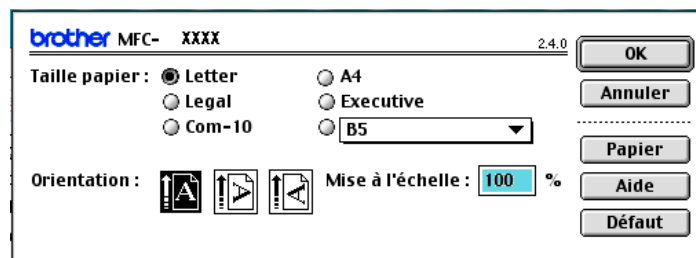 brother MFC- XXXX 2.4.0
OK
Taille papier : Letter A4
Annuler
Legal Executive
Com-10 B5
Papier
Orientation : A A A Mise à l'échelle : 100 %
Aide
Défaut